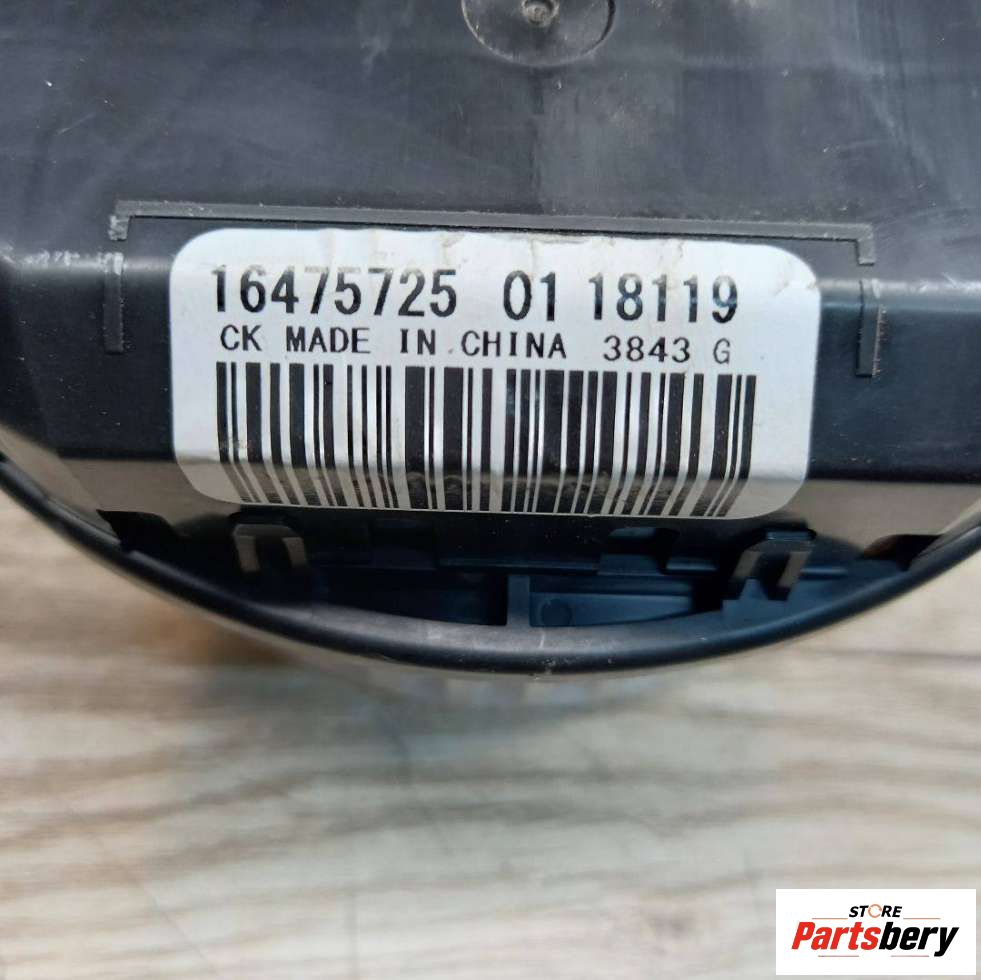 16475725 01 18119
CK MADE IN CHINA 3843 G
STORE
Partsbery